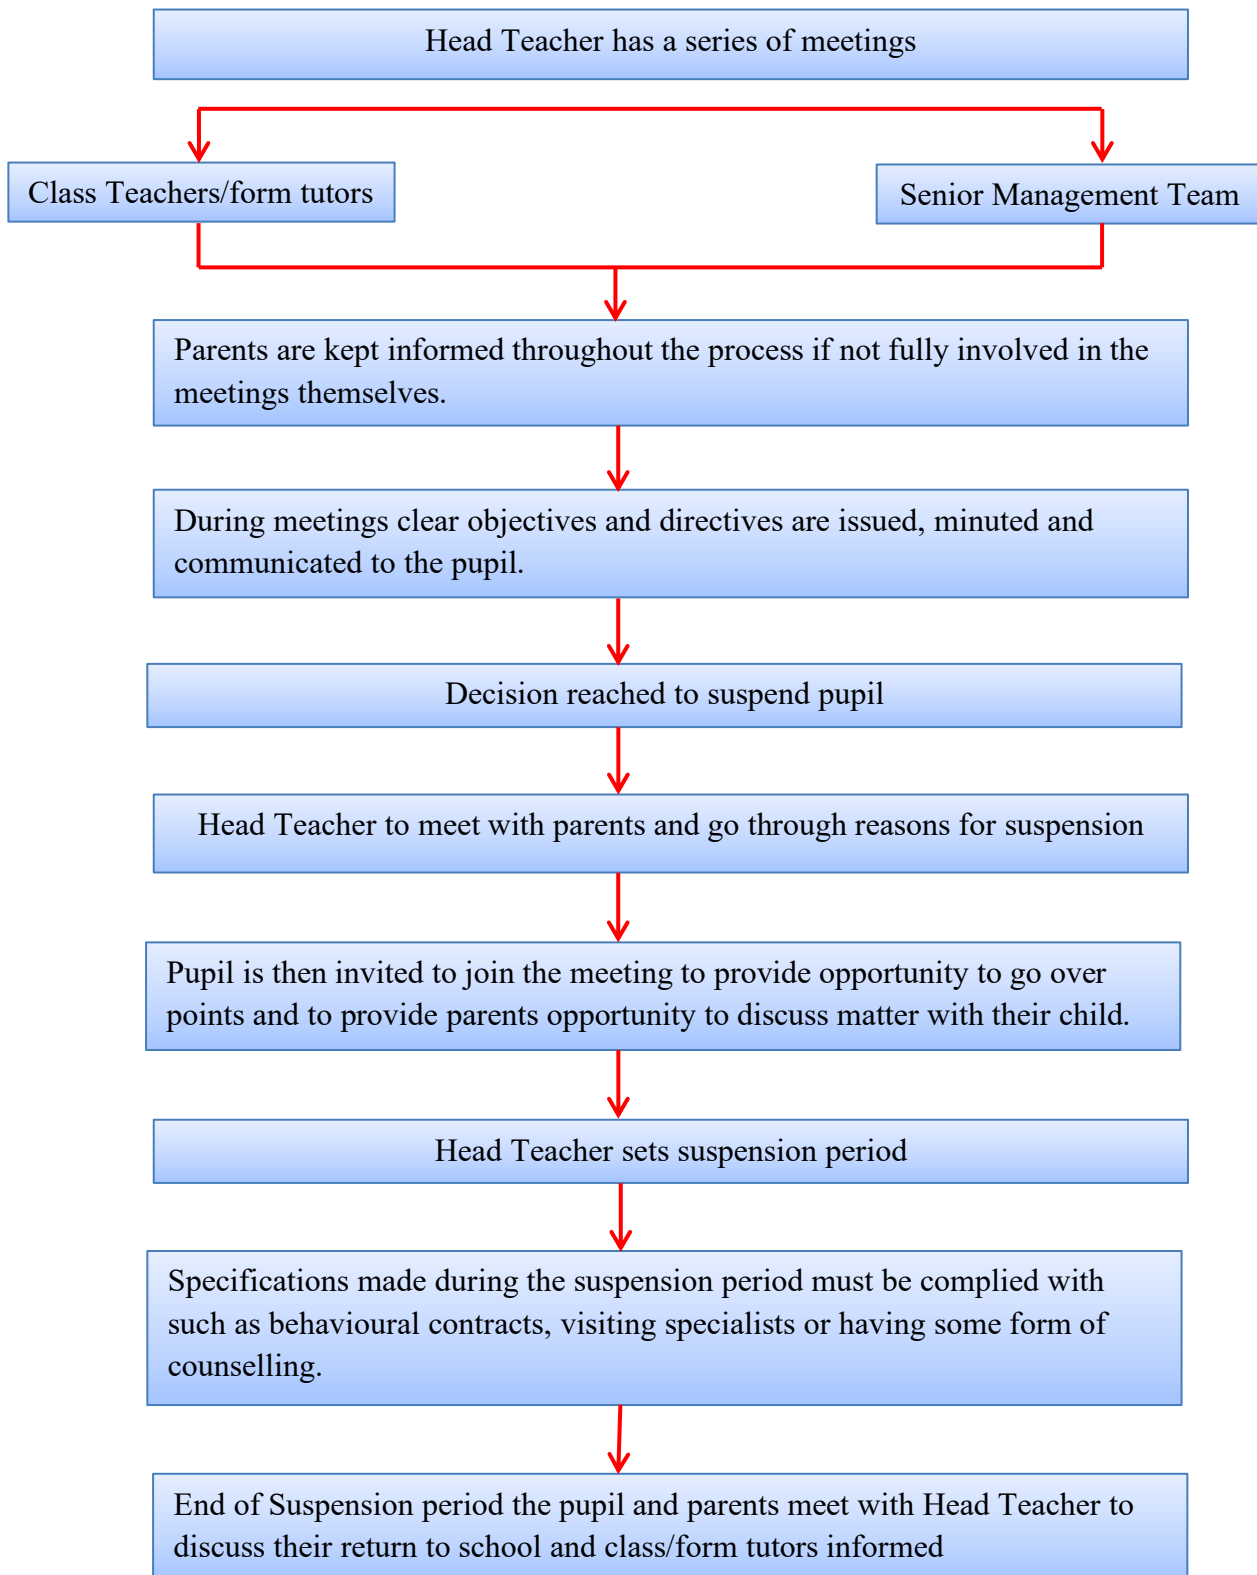 Head Teacher has a series of meetings
Class Teachers/form tutors
Senior Management Team
Parents are kept informed throughout the process if not fully involved in the
meetings themselves.
During meetings clear objectives and directives are issued, minuted and
communicated to the pupil.
Decision reached to suspend pupil
Head Teacher to meet with parents and go through reasons for suspension
Pupil is then invited to join the meeting to provide opportunity to go over
points and to provide parents opportunity to discuss matter with their child.
Head Teacher sets suspension period
Specifications made during the suspension period must be complied with
such as behavioural contracts, visiting specialists or having some form of
counselling.
End of Suspension period the pupil and parents meet with Head Teacher to
discuss their return to school and class/form tutors informed